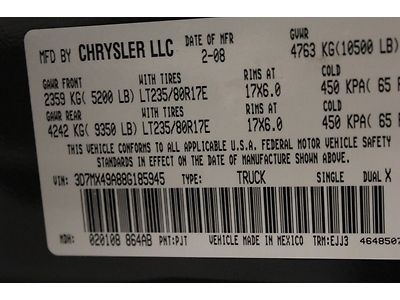 MFD BY CHRYSLER LLC DATE OF MFR 2-08 GVWR 4763 KG(10500 LB)
GAWR FRONT WITH TIRES RIMS AT COLD
2359 KG( 5200 LB) LT235/80R17E 17X6.0 450 KPA( 65
GAWR REAR WITH TIRES RIMS AT COLD
4242 KG( 9350 LB) LT235/80R17E 17X6.0 450 KPA( 65
THIS VEHICLE CONFORMS TO ALL APPLICABLE U.S.A. FEDERAL MOTOR VEHICLE SAFETY
STANDARDS IN EFFECT ON THE DATE OF MANUFACTURE SHOWN ABOVE.
VIN: 3D7MX49A88G185945 TYPE: TRUCK SINGLE DUAL X
MDH: 020108 864AB PNT: PJT VEHICLE MADE IN MEXICO TRM: EJJ3 4648507